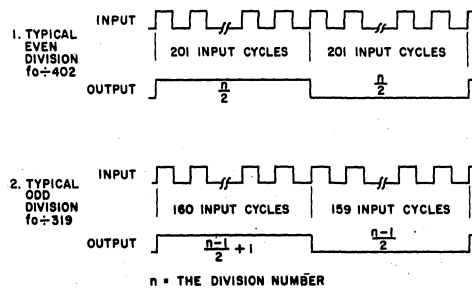 1. TYPICAL EVEN DIVISION fo÷402
INPUT
201 INPUT CYCLES 201 INPUT CYCLES
OUTPUT n/2 n/2
2. TYPICAL ODD DIVISION fo÷319
INPUT
160 INPUT CYCLES 159 INPUT CYCLES
OUTPUT n-1/2 + 1 n-1/2
n = THE DIVISION NUMBER